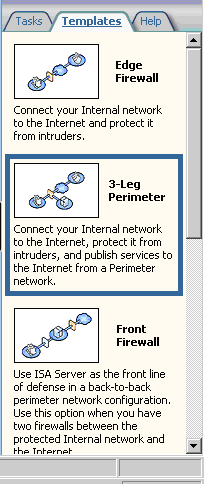 Tasks Templates Help
Edge
Firewall
Connect your Internal network
to the Internet and protect it
from intruders.
3-Leg
Perimeter
Connect your Internal network
to the Internet, protect it from
intruders, and publish services to
the Internet from a Perimeter
network.
Front
Firewall
Use ISA Server as the front line
of defense in a back-to-back
perimeter network configuration.
Use this option when you have
two firewalls between the
protected Internal network and
the Internet